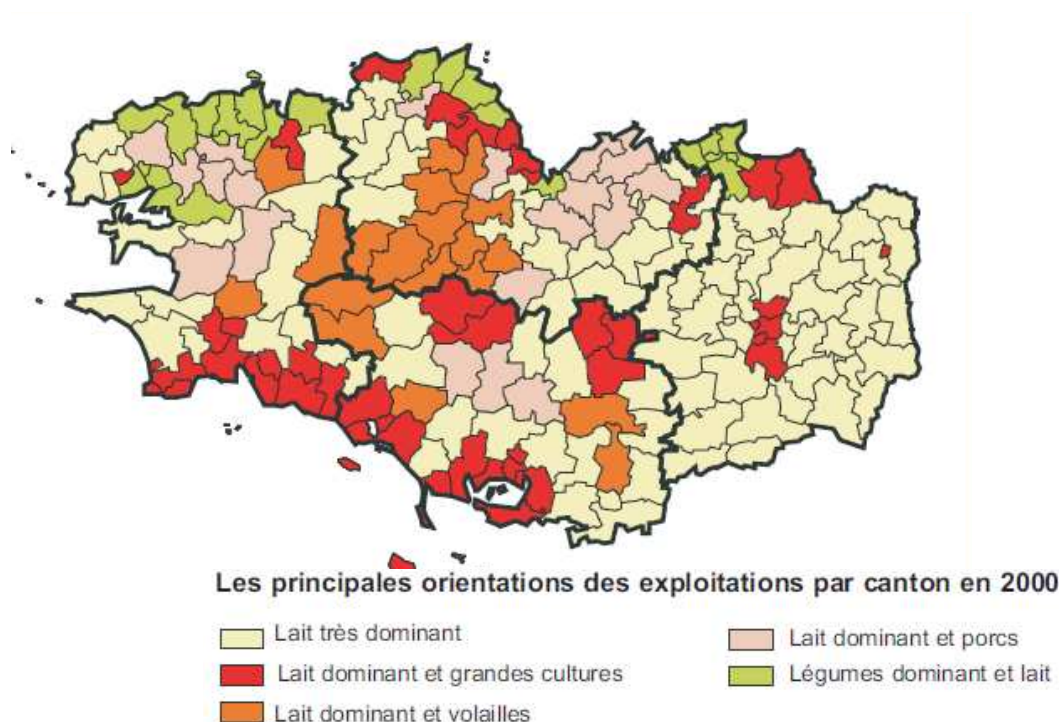 Les principales orientations des exploitations par canton en 2000
Lait très dominant
Lait dominant et grandes cultures
Lait dominant et volailles
Lait dominant et porcs
Légumes dominant et lait